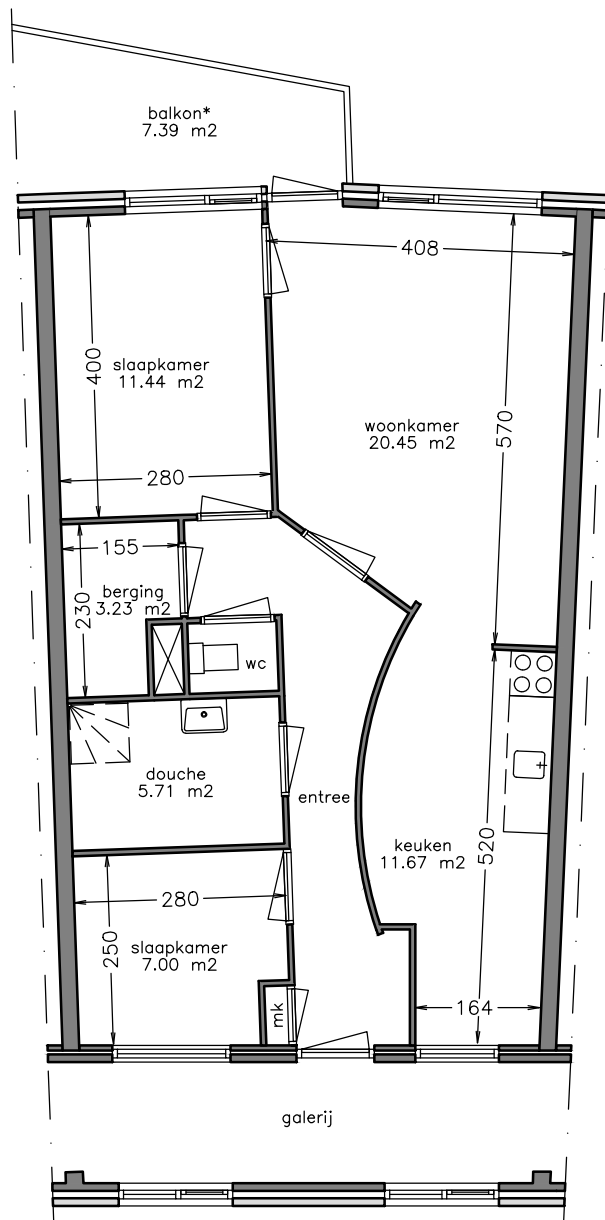 balkon*
7.39 m2
408
slaapkamer
11.44 m2
400
woonkamer
20.45 m2
570
280
155
berging
3.23 m2
230
wc
douche
5.71 m2
entree
keuken
11.67 m2
520
280
slaapkamer
7.00 m2
250
mk
164
galerij